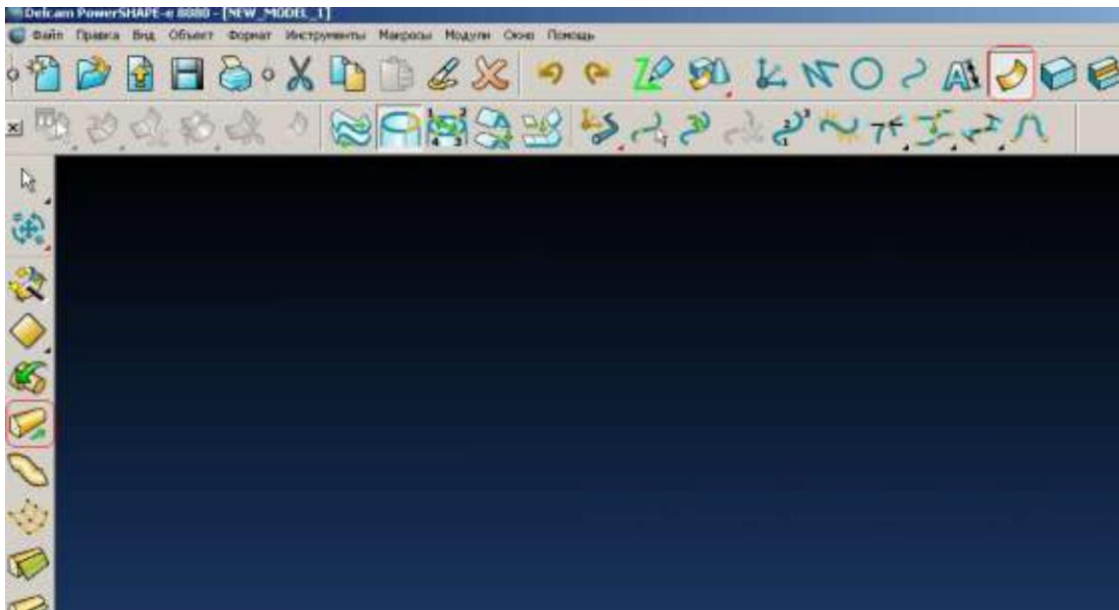 Delcam PowerSHAPE-e 8080 - [NEW_MODEL_1]
Файл Правка Вид Объект Формат Инструменты Макросы Модули Окно Помощь